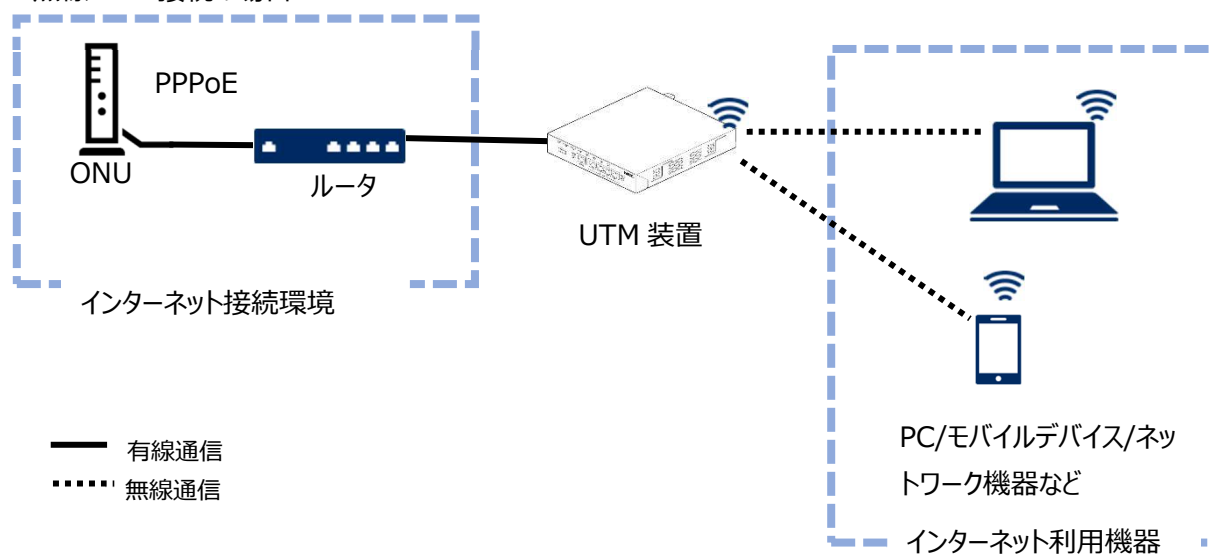 PPPoE
ONU
ルータ
UTM 装置
インターネット接続環境
有線通信
無線通信
PC/モバイルデバイス/ネッ
トワーク機器など
インターネット利用機器